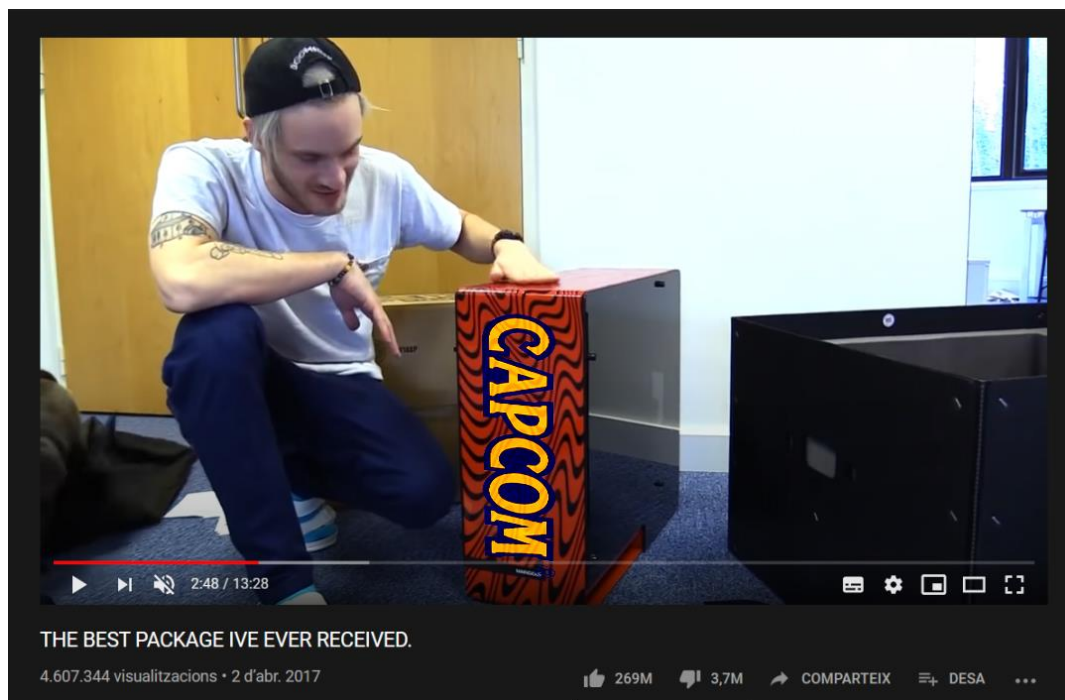 CAPCOM
2:48 / 13:28
THE BEST PACKAGE IVE EVER RECEIVED.
4.607.344 visualitzacions • 2 d'abr. 2017
269M 3,7M COMPARTEIX DESA